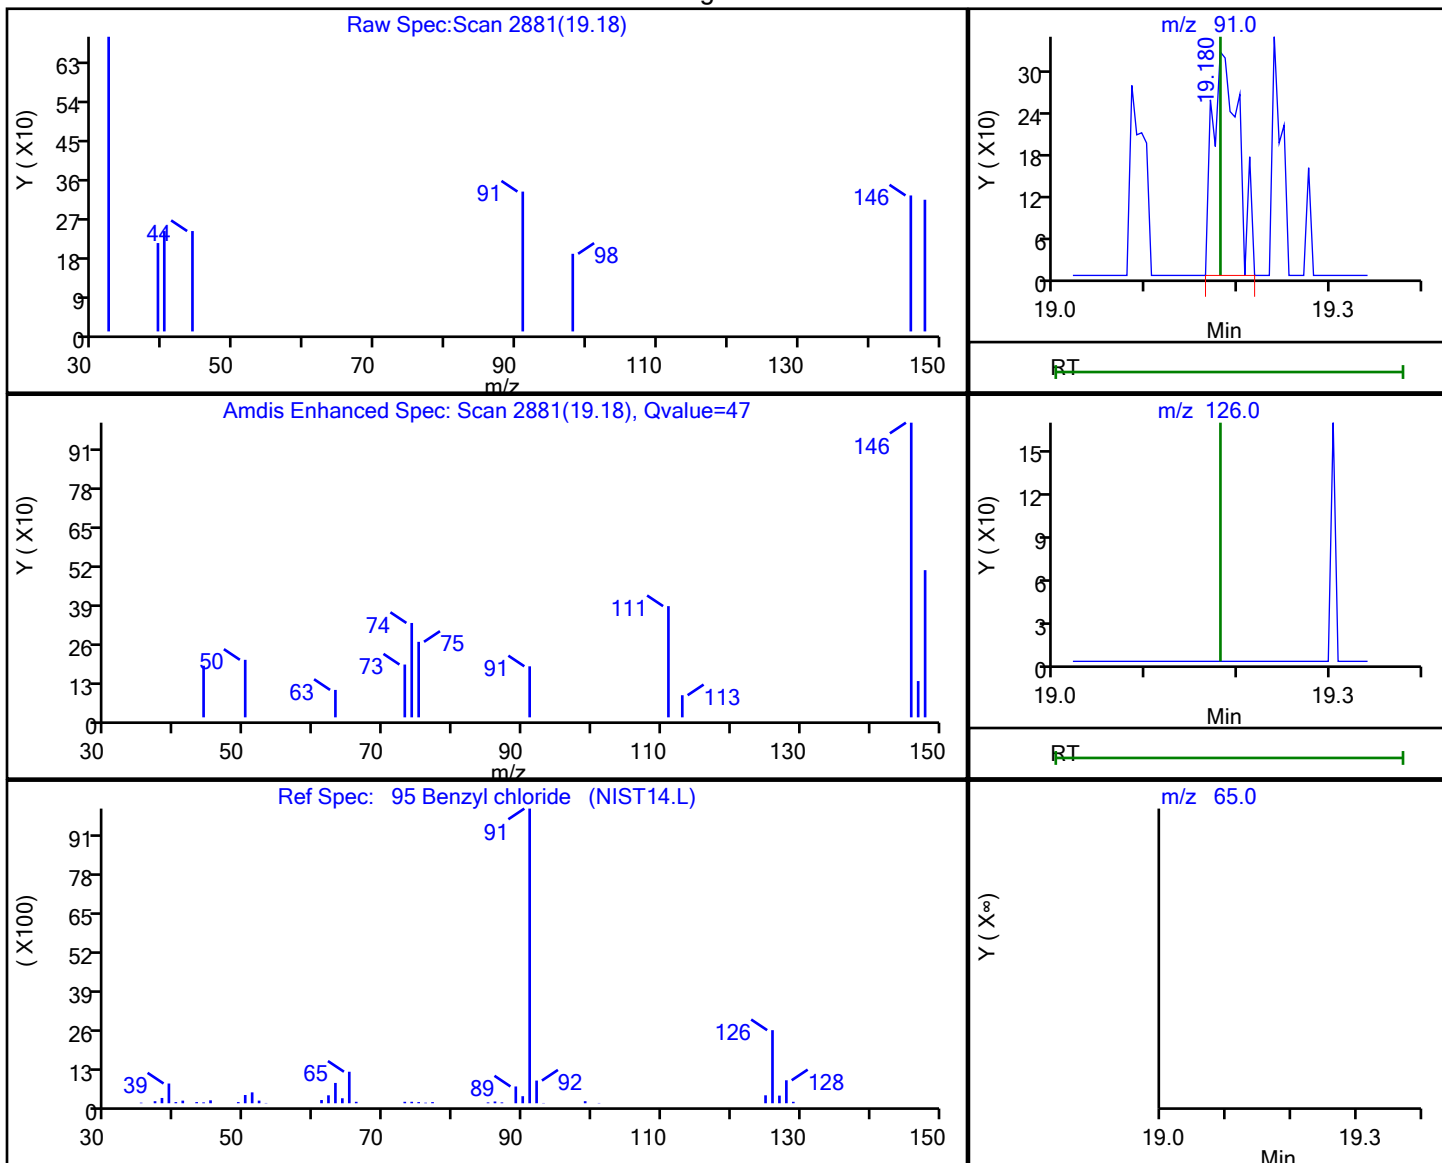 Raw Spec:Scan 2881(19.18)
Y ( X10)
63
54
45
36
27
18
9
0
44
91
98
146
30 50 70 90 110 130 150
m/z
m/z 91.0
Y ( X10)
30
24
18
12
6
0
19.180
19.0 19.3
Min
RT
Amdis Enhanced Spec: Scan 2881(19.18), Qvalue=47
Y ( X10)
91
78
65
52
39
26
13
0
50
63
73
74
75
91
111
113
146
30 50 70 90 110 130 150
m/z
m/z 126.0
Y ( X10)
15
12
9
6
3
0
19.0 19.3
Min
RT
Ref Spec: 95 Benzyl chloride (NIST14.L)
( X100)
91
78
65
52
39
26
13
0
39
65
89
91
92
126
128
30 50 70 90 110 130 150
m/z 65.0
Y ( X∞)
19.0 19.3
Min